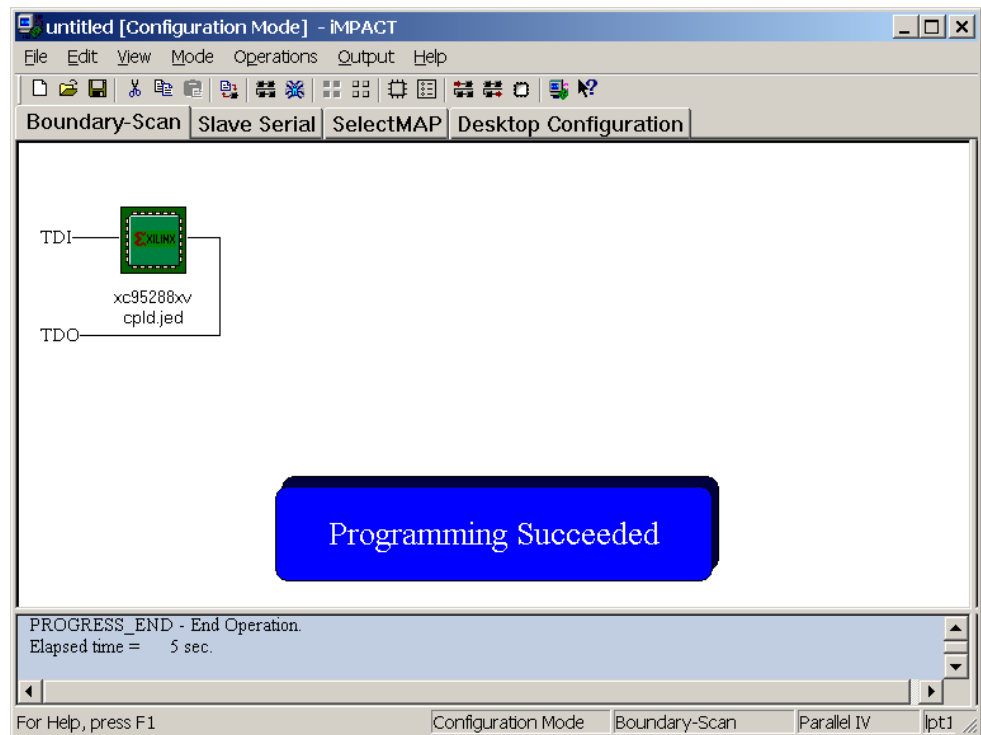 untitled [Configuration Mode] - iMPACT
File Edit View Mode Operations Output Help
Boundary-Scan Slave Serial SelectMAP Desktop Configuration
TDI
XILINX
xc95288xv
cpld.jed
TDO
Programming Succeeded
PROGRESS_END - End Operation.
Elapsed time = 5 sec.
For Help, press F1 Configuration Mode Boundary-Scan Parallel IV lpt1